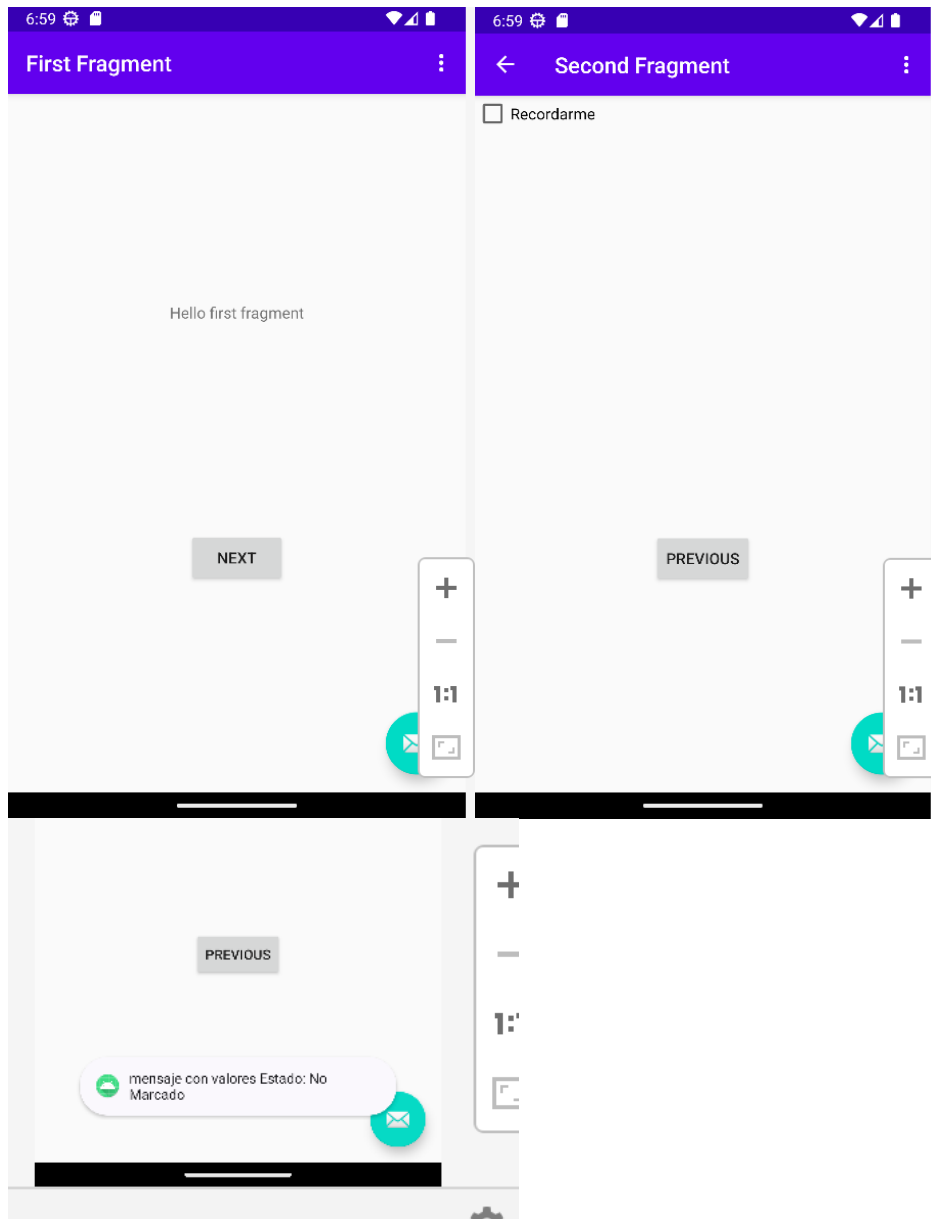 6:59
First Fragment
Hello first fragment
NEXT
1:1
6:59
Second Fragment
Recordarme
PREVIOUS
1:1
PREVIOUS
mensaje con valores Estado: No
Marcado
1: